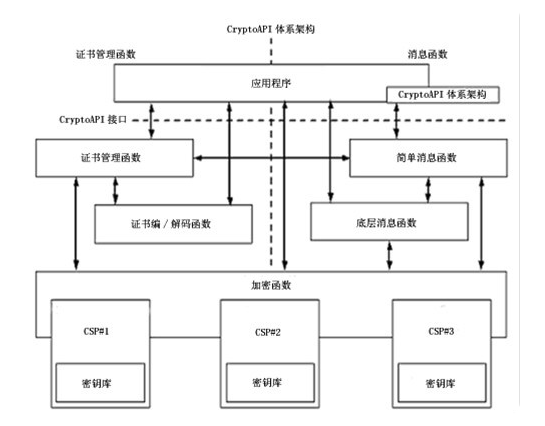 CryptoAPI 体系架构
证书管理函数
消息函数
应用程序
CryptoAPI 体系架构
CryptoAPI 接口
证书管理函数
简单消息函数
证书编/解码函数
底层消息函数
加密函数
CSP#1
CSP#2
CSP#3
密钥库
密钥库
密钥库